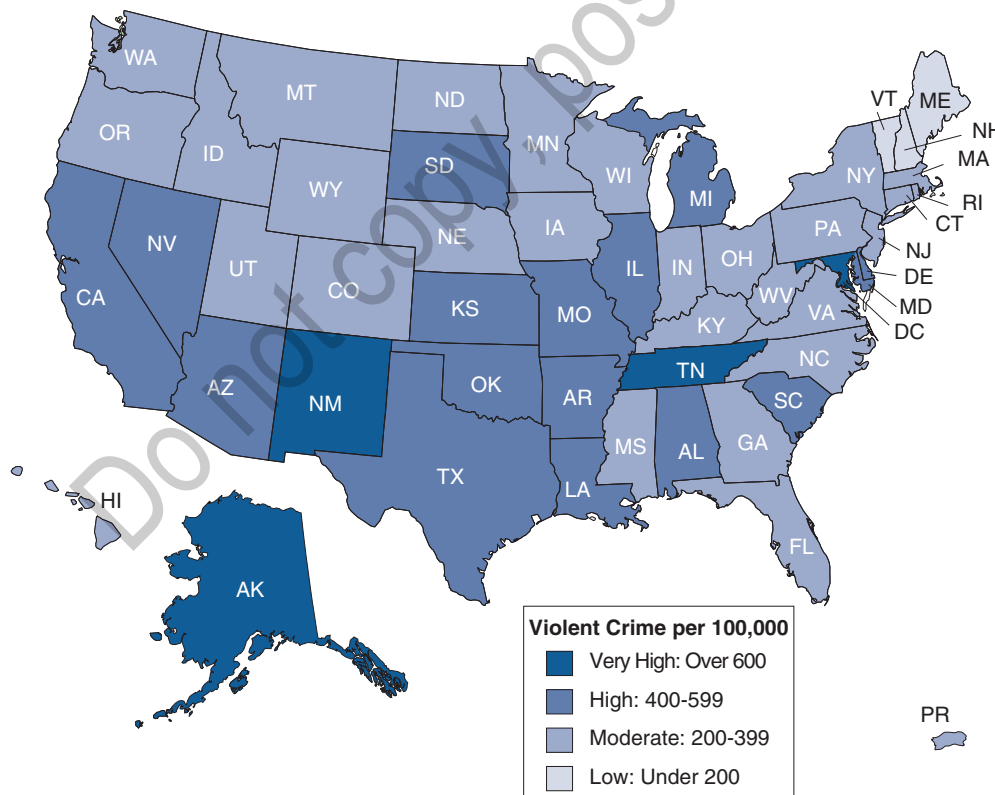 Do not copy, pos
WA
MT
ND
MN
VT
ME
NH
OR
ID
SD
WI
NY
MA
WY
MI
RI
CT
NV
NE
IA
PA
NJ
UT
IL
IN
OH
DE
CA
CO
WV
MD
KS
MO
VA
DC
KY
AZ
OK
TN
NC
NM
AR
SC
MS
AL
GA
TX
LA
HI
FL
AK
Violent Crime per 100,000
Very High: Over 600
High: 400-599
Moderate: 200-399
Low: Under 200
PR